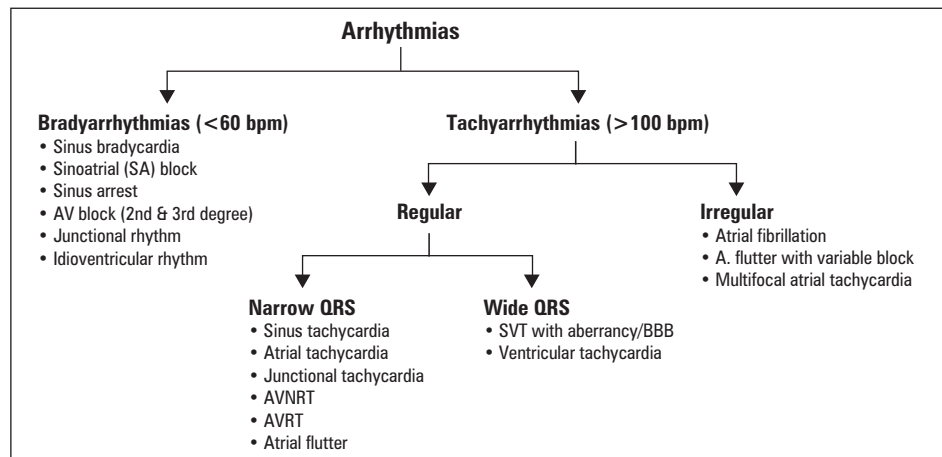 Arrhythmias
Bradyarrhythmias (<60 bpm)
• Sinus bradycardia
• Sinoatrial (SA) block
• Sinus arrest
• AV block (2nd & 3rd degree)
• Junctional rhythm
• Idioventricular rhythm
Tachyarrhythmias (>100 bpm)
Regular
Narrow QRS
• Sinus tachycardia
• Atrial tachycardia
• Junctional tachycardia
• AVNRT
• AVRT
• Atrial flutter
Wide QRS
• SVT with aberrancy/BBB
• Ventricular tachycardia
Irregular
• Atrial fibrillation
• A. flutter with variable block
• Multifocal atrial tachycardia